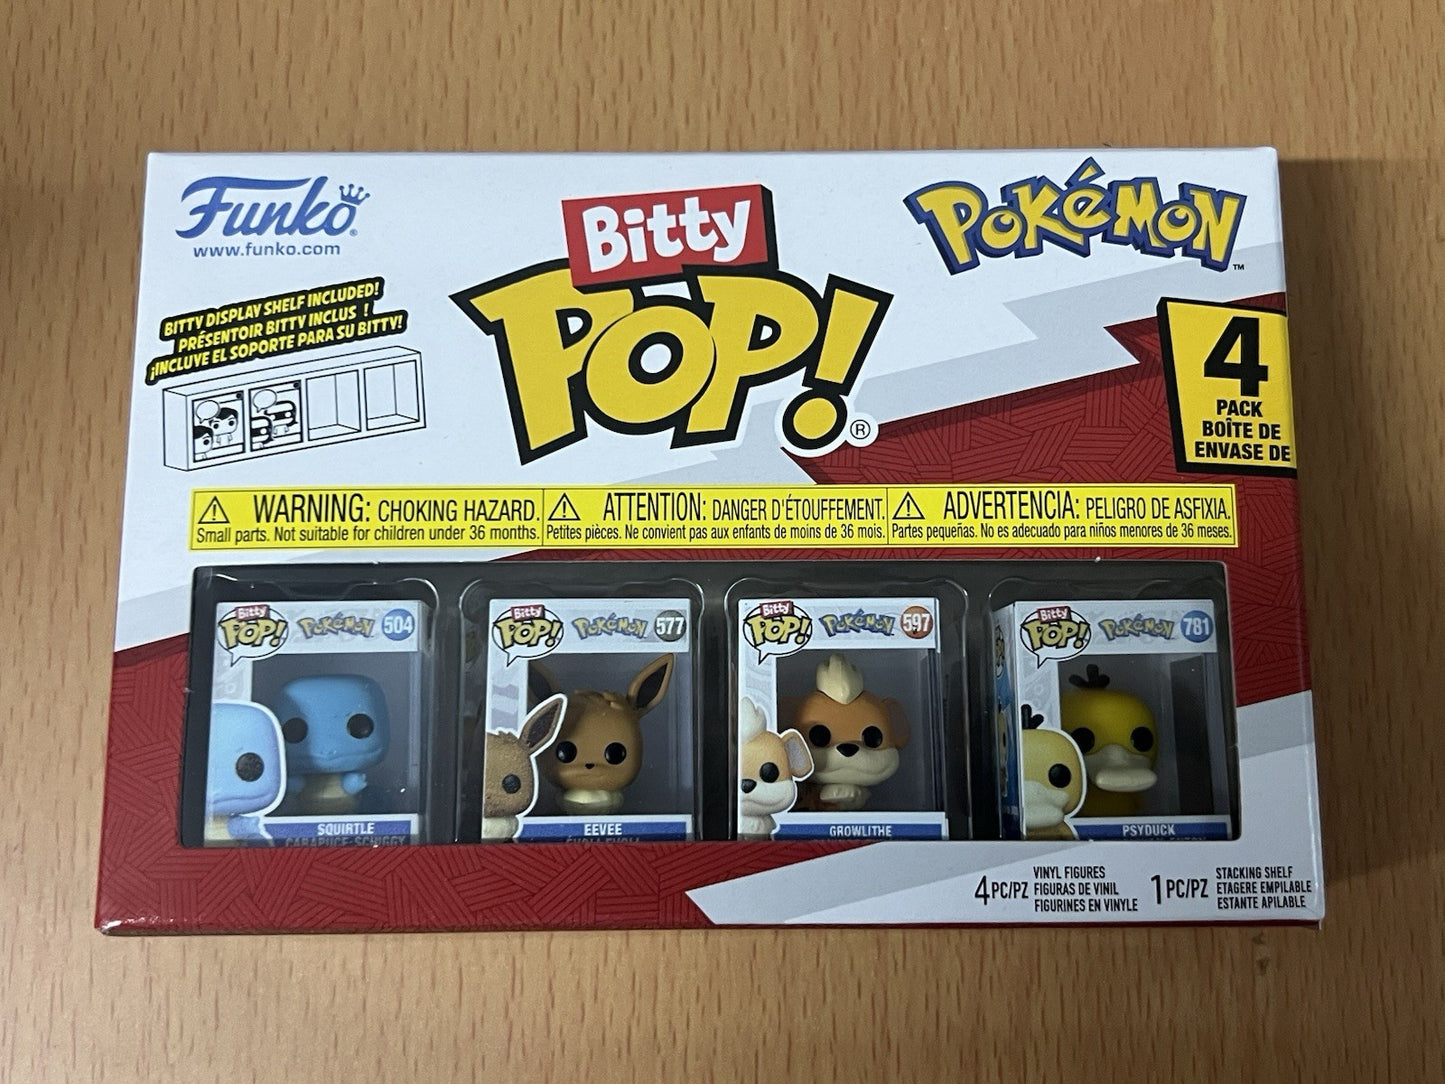 Funko®
www.funko.com
Bitty
POP!®
POKéMON™
BITTY DISPLAY SHELF INCLUDED!
PRÉSENTOIR BITTY INCLUS !
¡INCLUYE EL SOPORTE PARA SU BITTY!
4
PACK
BOÎTE DE
ENVASE DE
WARNING: CHOKING HAZARD.
Small parts. Not suitable for children under 36 months.
ATTENTION: DANGER D'ÉTOUFFEMENT.
Petites pièces. Ne convient pas aux enfants de moins de 36 mois.
ADVERTENCIA: PELIGRO DE ASFIXIA.
Partes pequeñas. No es adecuado para niños menores de 36 meses.
Bitty
POP! POKéMON 504
SQUIRTLE
CARAPUCE·SCHIGGY
Bitty
POP! POKéMON 577
EEVEE
Bitty
POP! POKéMON 597
GROWLITHE
Bitty
POP! POKéMON 781
PSYDUCK
4PC/PZ
VINYL FIGURES
FIGURAS DE VINIL
FIGURINES EN VINYLE
1PC/PZ
STACKING SHELF
ETAGERE EMPILABLE
ESTANTE APILABLE